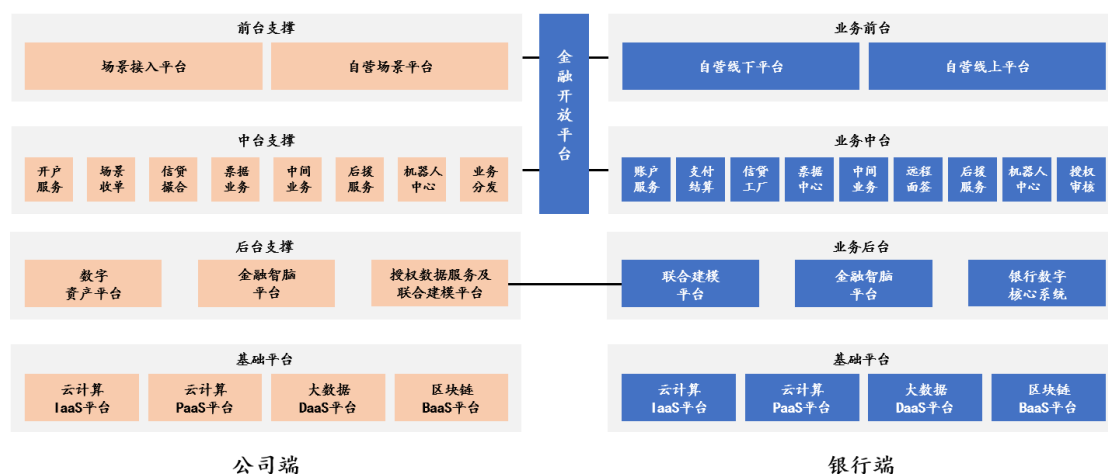 前台支撑
场景接入平台
自营场景平台
中台支撑
开户
服务
场景
收单
信贷
撮合
票据
业务
中间
业务
后援
服务
机器人
中心
业务
分发
后台支撑
数字
资产平台
金融智脑
平台
授权数据服务及
联合建模平台
基础平台
云计算
IaaS平台
云计算
PaaS平台
大数据
DaaS平台
区块链
BaaS平台
公司端
金融开放平台
业务前台
自营线下平台
自营线上平台
业务中台
账户
服务
支付
结算
信贷
工厂
票据
中心
中间
业务
远程
面签
后援
服务
机器人
中心
授权
审核
业务后台
联合建模
平台
金融智脑
平台
银行数字
核心系统
基础平台
云计算
IaaS平台
云计算
PaaS平台
大数据
DaaS平台
区块链
BaaS平台
银行端